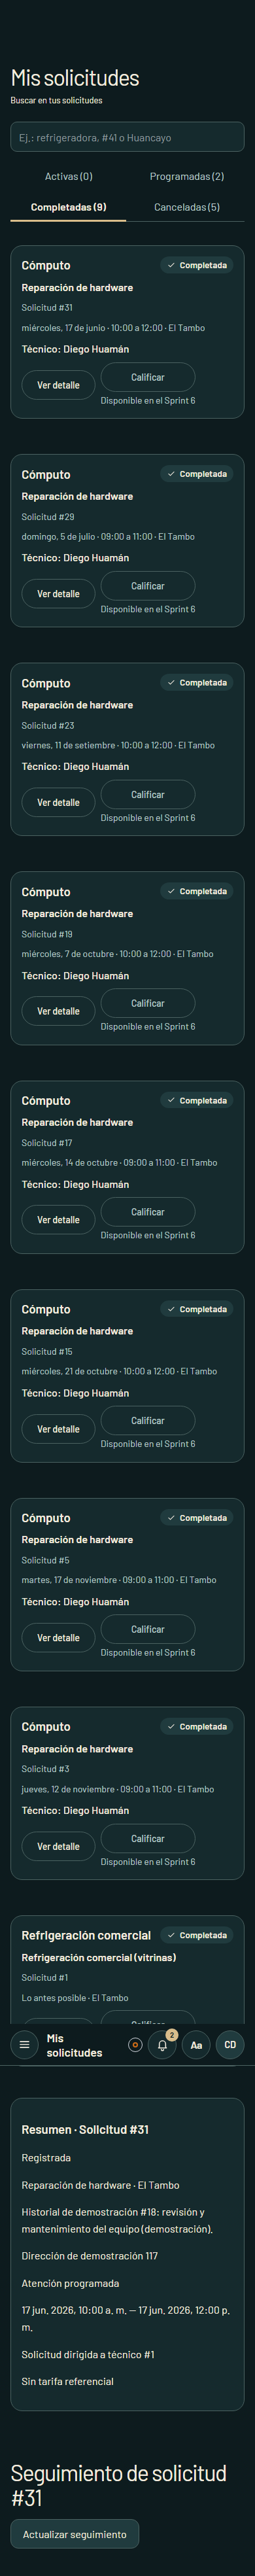 Mis solicitudes
Buscar en tus solicitudes
Ej.: refrigeradora, #41 o Huancayo
Activas (0)
Programadas (2)
Completadas (9)
Canceladas (5)
Cómputo
Completada
Reparación de hardware
Solicitud #31
miércoles, 17 de junio · 10:00 a 12:00 · El Tambo
Técnico: Diego Huamán
Ver detalle
Calificar
Disponible en el Sprint 6
Cómputo
Completada
Reparación de hardware
Solicitud #29
domingo, 5 de julio · 09:00 a 11:00 · El Tambo
Técnico: Diego Huamán
Ver detalle
Calificar
Disponible en el Sprint 6
Cómputo
Completada
Reparación de hardware
Solicitud #23
viernes, 11 de setiembre · 10:00 a 12:00 · El Tambo
Técnico: Diego Huamán
Ver detalle
Calificar
Disponible en el Sprint 6
Cómputo
Completada
Reparación de hardware
Solicitud #19
miércoles, 7 de octubre · 10:00 a 12:00 · El Tambo
Técnico: Diego Huamán
Ver detalle
Calificar
Disponible en el Sprint 6
Cómputo
Completada
Reparación de hardware
Solicitud #17
miércoles, 14 de octubre · 09:00 a 11:00 · El Tambo
Técnico: Diego Huamán
Ver detalle
Calificar
Disponible en el Sprint 6
Cómputo
Completada
Reparación de hardware
Solicitud #15
miércoles, 21 de octubre · 10:00 a 12:00 · El Tambo
Técnico: Diego Huamán
Ver detalle
Calificar
Disponible en el Sprint 6
Cómputo
Completada
Reparación de hardware
Solicitud #5
martes, 17 de noviembre · 09:00 a 11:00 · El Tambo
Técnico: Diego Huamán
Ver detalle
Calificar
Disponible en el Sprint 6
Cómputo
Completada
Reparación de hardware
Solicitud #3
jueves, 12 de noviembre · 09:00 a 11:00 · El Tambo
Técnico: Diego Huamán
Ver detalle
Calificar
Disponible en el Sprint 6
Refrigeración comercial
Completada
Refrigeración comercial (vitrinas)
Solicitud #1
Lo antes posible · El Tambo
Calificar
Mis
solicitudes
2
Aa
CD
Resumen · Solicitud #31
Registrada
Reparación de hardware · El Tambo
Historial de demostración #18: revisión y
mantenimiento del equipo (demostración).
Dirección de demostración 117
Atención programada
17 jun. 2026, 10:00 a. m. — 17 jun. 2026, 12:00 p.
m.
Solicitud dirigida a técnico #1
Sin tarifa referencial
Seguimiento de solicitud
#31
Actualizar seguimiento